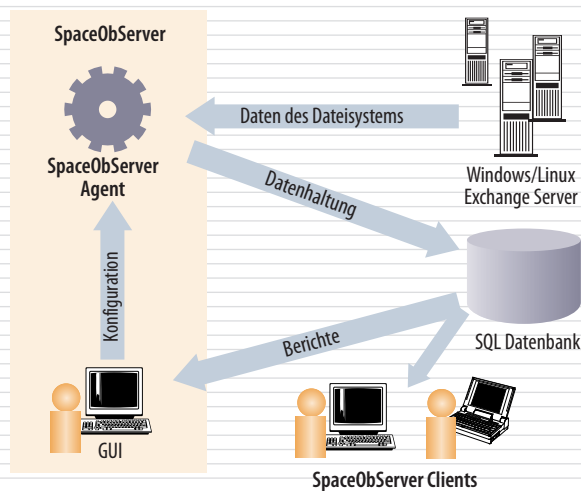 SpaceObServer
Daten des Dateisystems
SpaceObServer
Agent
Windows/Linux
Exchange Server
Datenhaltung
Konfiguration
Berichte
SQL Datenbank
GUI
SpaceObServer Clients